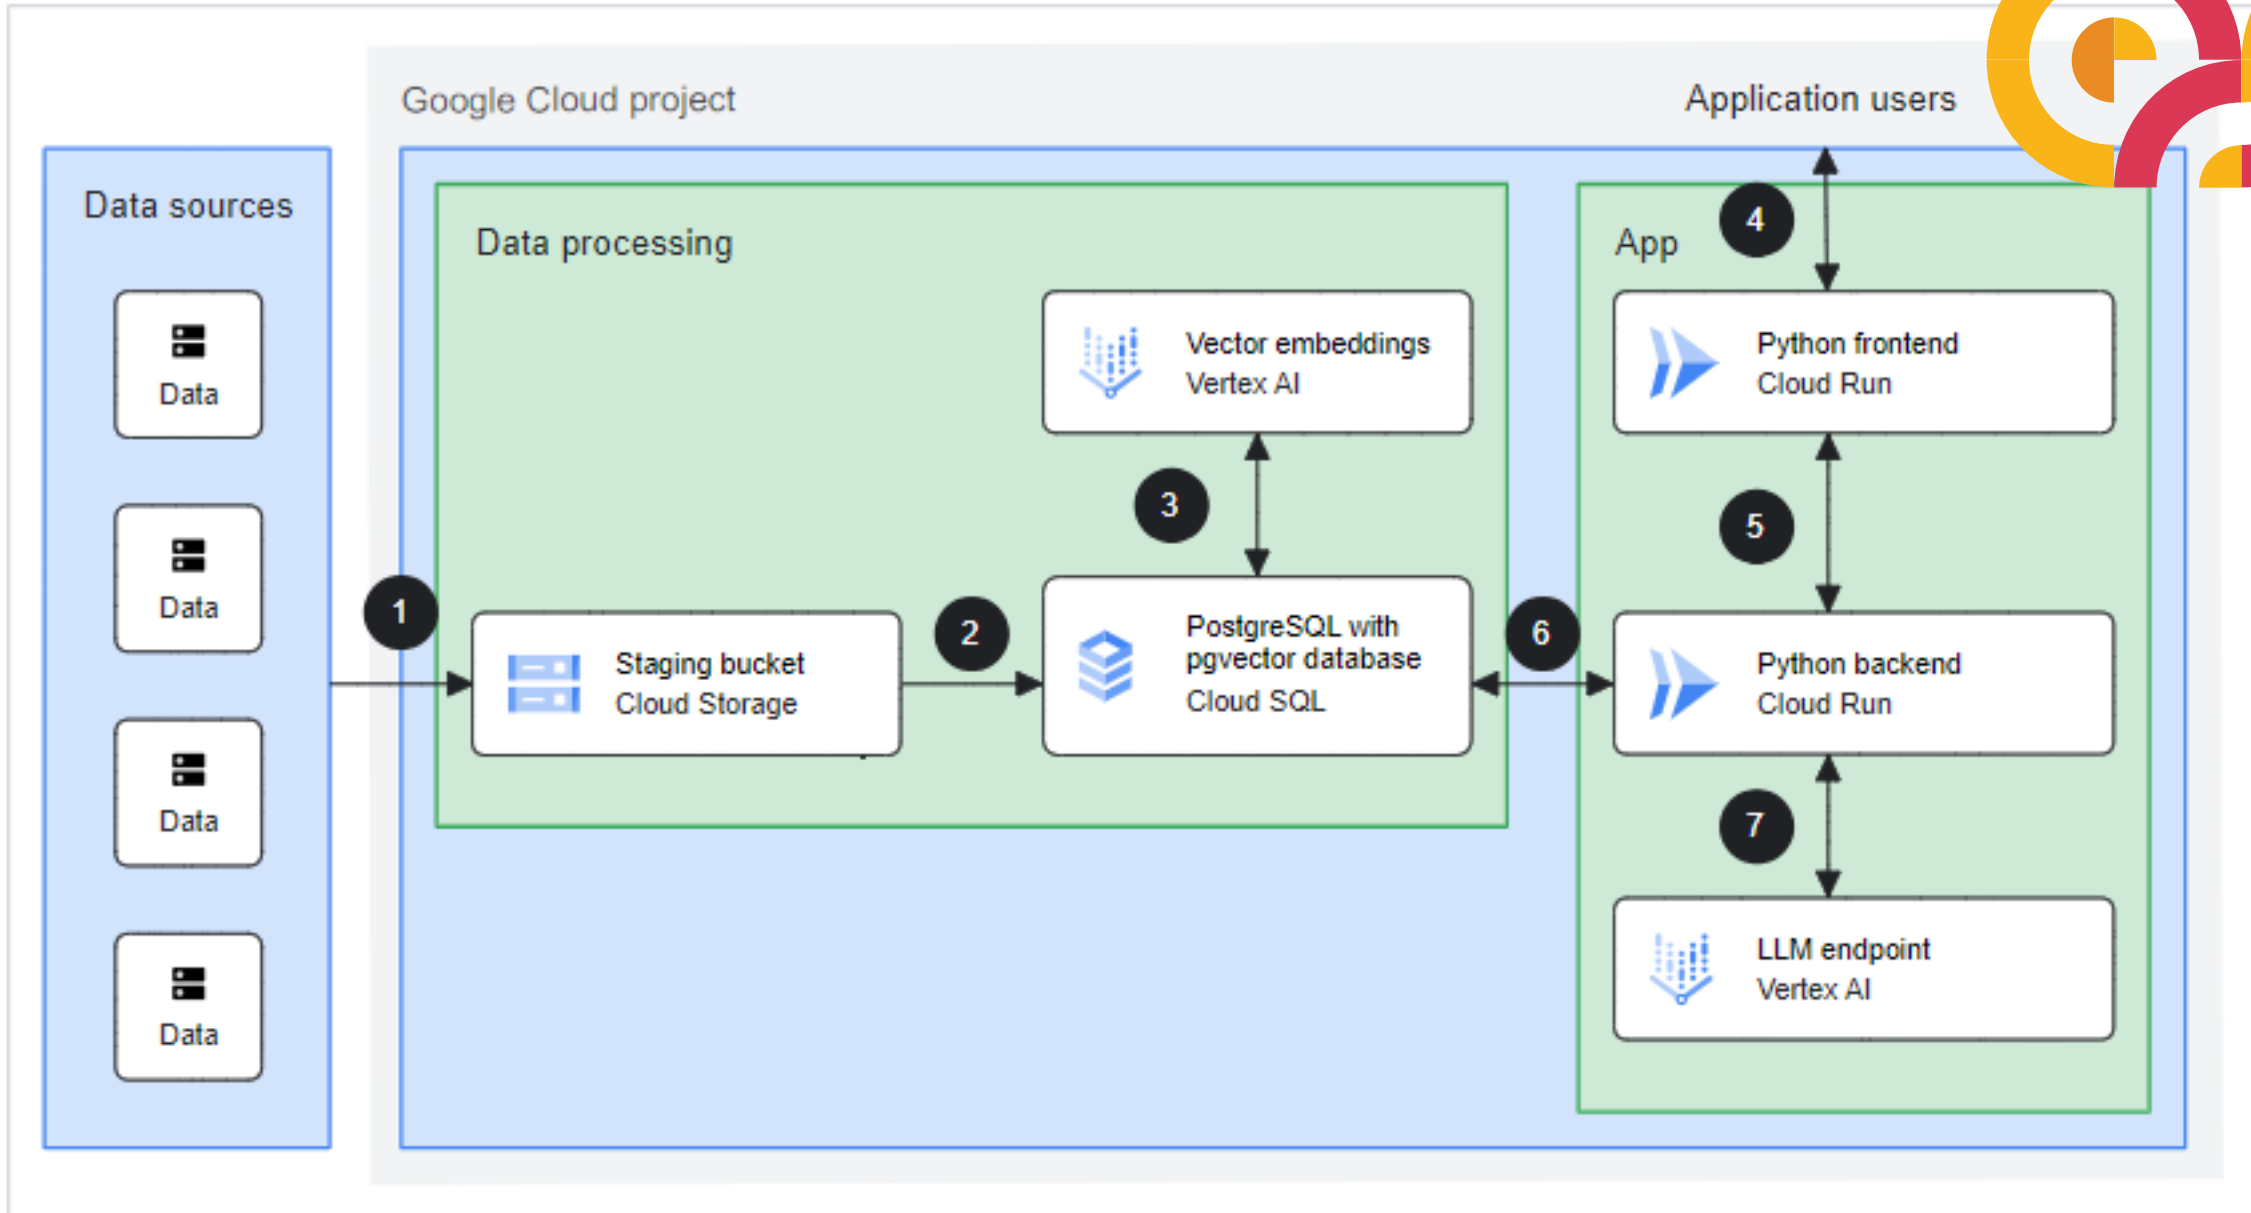 Google Cloud project
Application users
Data sources
Data
Data
Data
Data
Data processing
1
Staging bucket
Cloud Storage
2
Vector embeddings
Vertex AI
3
PostgreSQL with
pgvector database
Cloud SQL
6
App
4
Python frontend
Cloud Run
5
Python backend
Cloud Run
7
LLM endpoint
Vertex AI